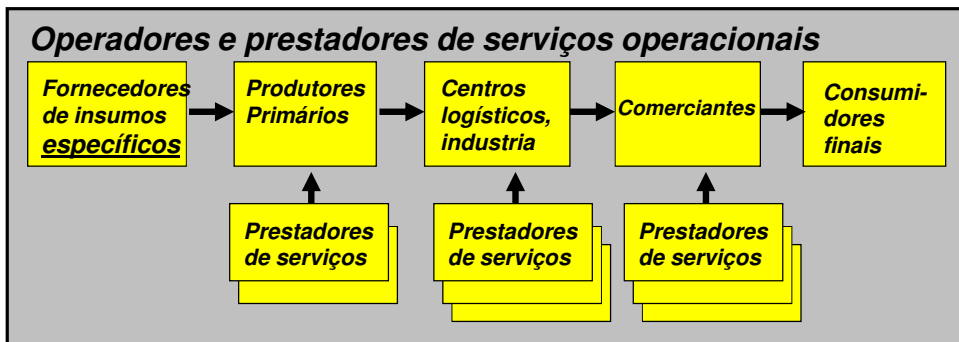 Operadores e prestadores de serviços operacionais
Fornecedores
de insumos
específicos
Produtores
Primários
Centros
logísticos,
industria
Comerciantes
Consumi-
dores
finais
Prestadores
de serviços
Prestadores
de serviços
Prestadores
de serviços